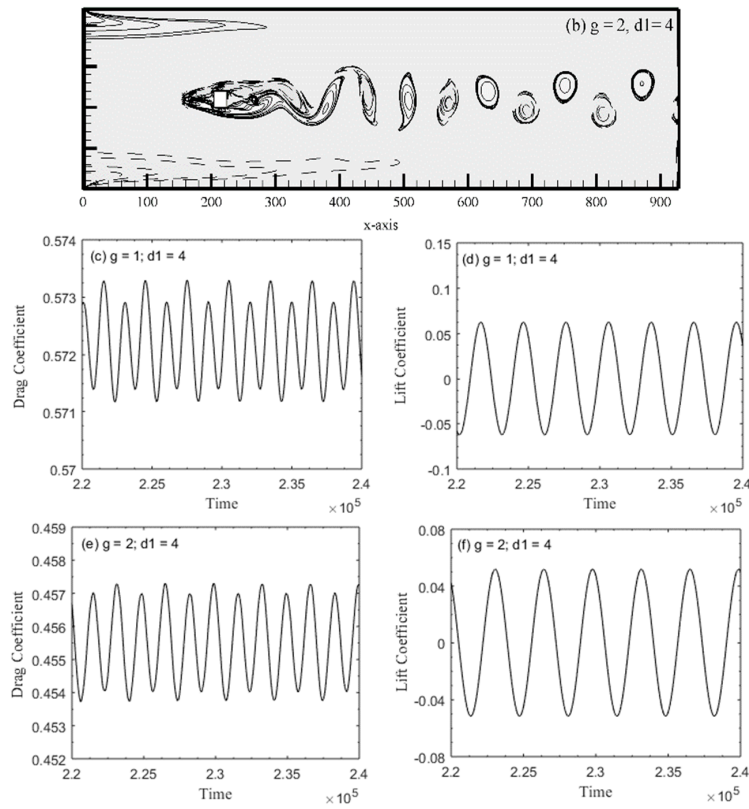 (b) g = 2, d1= 4
0 100 200 300 400 500 600 700 800 900
x-axis
(c) g = 1; d1 = 4
0.574
0.573
0.572
0.571
0.57
Drag Coefficient
2.2 2.25 2.3 2.35 2.4
Time
×10^5
(d) g = 1; d1 = 4
0.15
0.1
0.05
0
-0.05
-0.1
Lift Coefficient
2.2 2.25 2.3 2.35 2.4
Time
×10^5
(e) g = 2; d1 = 4
0.459
0.458
0.457
0.456
0.455
0.454
0.453
0.452
Drag Coefficient
2.2 2.25 2.3 2.35 2.4
Time
×10^5
(f) g = 2; d1 = 4
0.08
0.04
0
-0.04
-0.08
Lift Coefficient
2.2 2.25 2.3 2.35 2.4
Time
×10^5